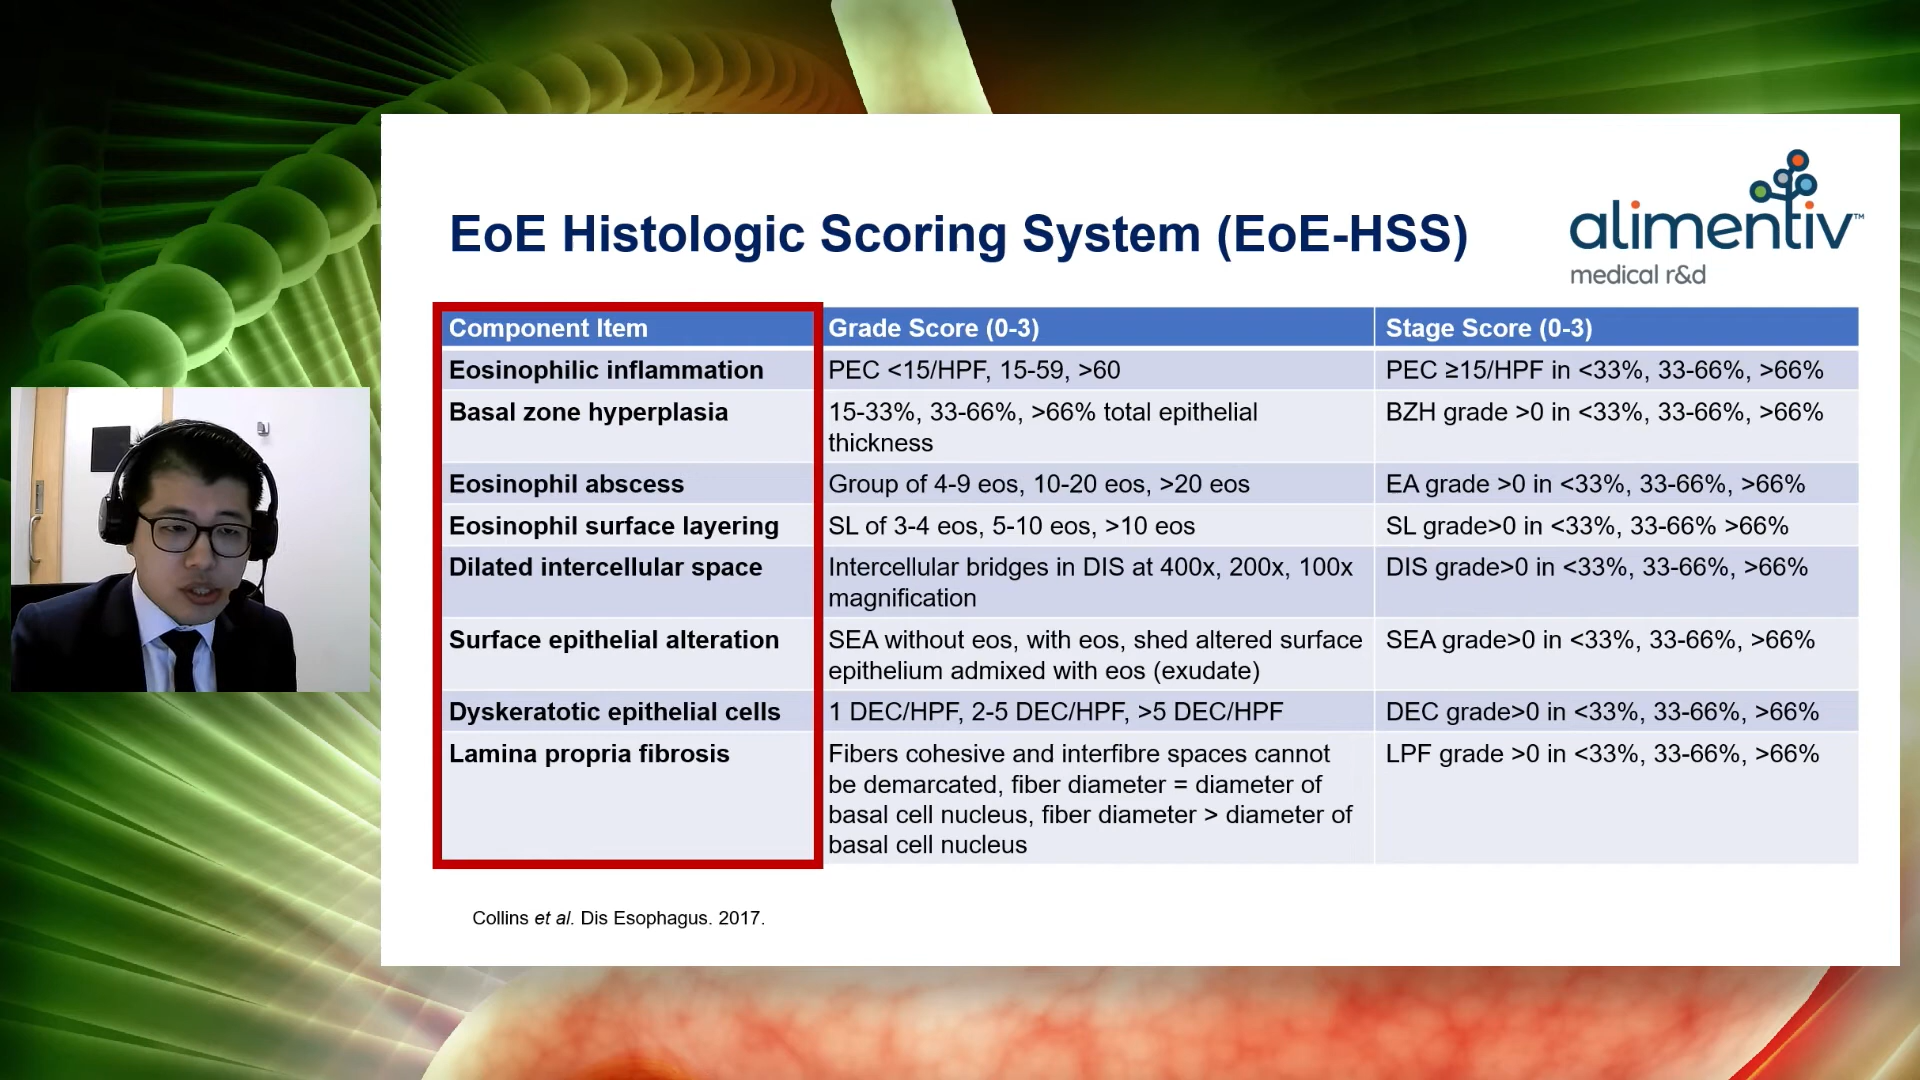 EoE Histologic Scoring System (EoE-HSS)
alimentiv™
medical r&d
Component Item
Grade Score (0-3)
Stage Score (0-3)
Eosinophilic inflammation
PEC <15/HPF, 15-59, >60
PEC ≥15/HPF in <33%, 33-66%, >66%
Basal zone hyperplasia
15-33%, 33-66%, >66% total epithelial
thickness
BZH grade >0 in <33%, 33-66%, >66%
Eosinophil abscess
Group of 4-9 eos, 10-20 eos, >20 eos
EA grade >0 in <33%, 33-66%, >66%
Eosinophil surface layering
SL of 3-4 eos, 5-10 eos, >10 eos
SL grade>0 in <33%, 33-66% >66%
Dilated intercellular space
Intercellular bridges in DIS at 400x, 200x, 100x
magnification
DIS grade>0 in <33%, 33-66%, >66%
Surface epithelial alteration
SEA without eos, with eos, shed altered surface
epithelium admixed with eos (exudate)
SEA grade>0 in <33%, 33-66%, >66%
Dyskeratotic epithelial cells
1 DEC/HPF, 2-5 DEC/HPF, >5 DEC/HPF
DEC grade>0 in <33%, 33-66%, >66%
Lamina propria fibrosis
Fibers cohesive and interfibre spaces cannot
be demarcated, fiber diameter = diameter of
basal cell nucleus, fiber diameter > diameter of
basal cell nucleus
LPF grade >0 in <33%, 33-66%, >66%
Collins et al. Dis Esophagus. 2017.